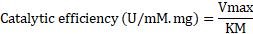 Catalytic efficiency (U/mM. mg) = Vmax / KM